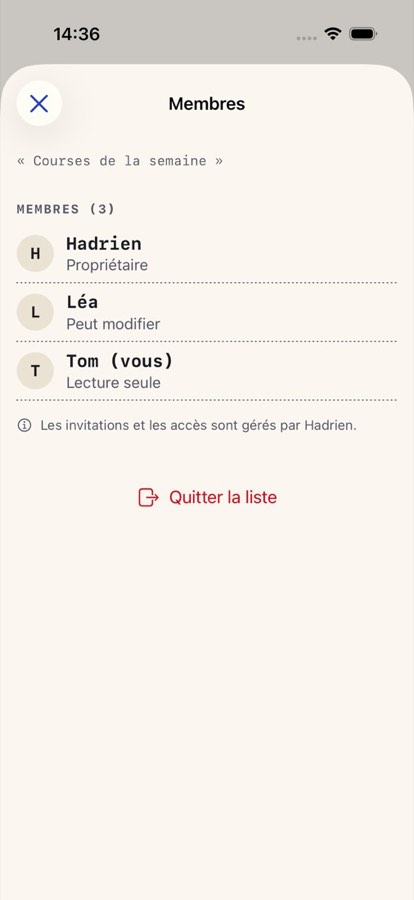 14:36
Membres
« Courses de la semaine »
MEMBRES (3)
H
Hadrien
Propriétaire
L
Léa
Peut modifier
T
Tom (vous)
Lecture seule
Les invitations et les accès sont gérés par Hadrien.
Quitter la liste